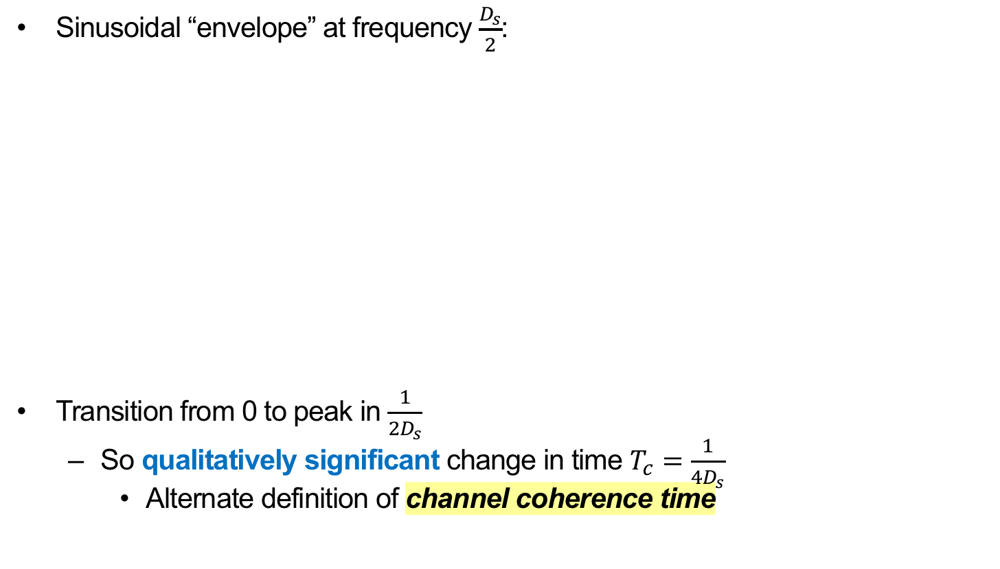 • Sinusoidal “envelope” at frequency $\frac{D_s}{2}$:
• Transition from 0 to peak in $\frac{1}{2D_s}$
– So qualitatively significant change in time $T_c = \frac{1}{4D_s}$
• Alternate definition of channel coherence time